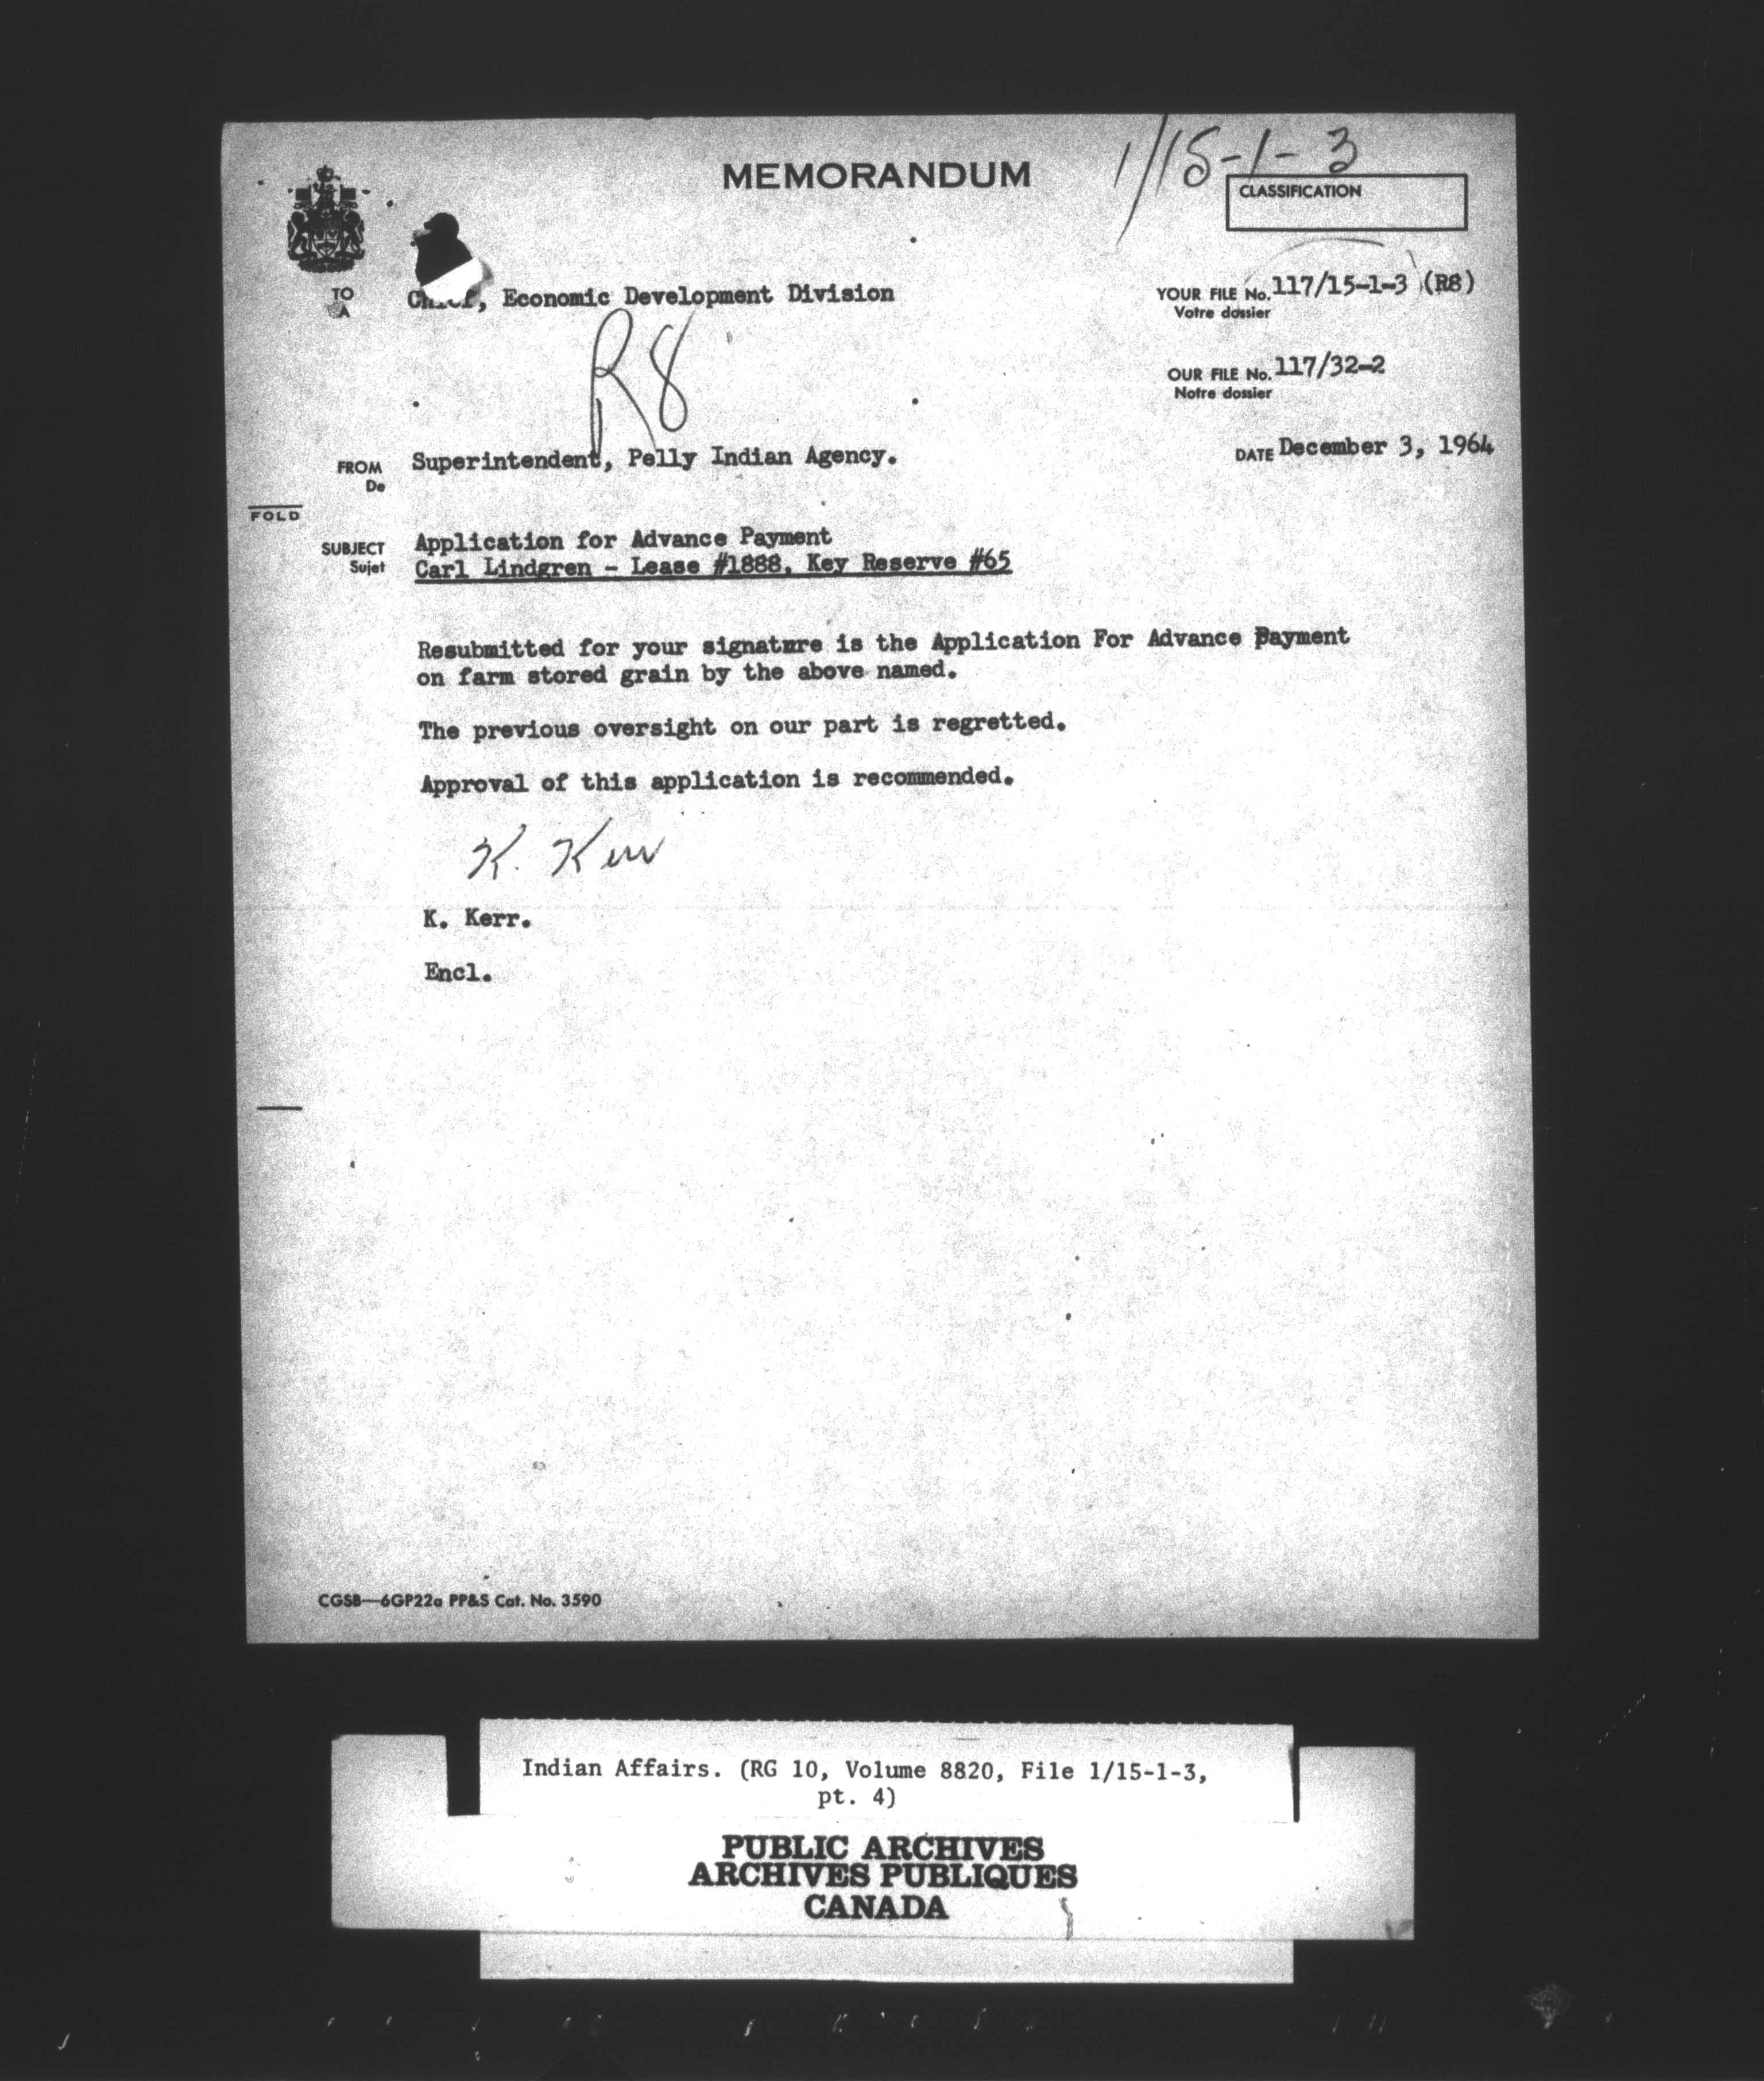 1/15-1-3
MEMORANDUM
CLASSIFICATION
TO
A
Chief, Economic Development Division
YOUR FILE No. 117/15-1-3 (R8)
Votre dossier
R8
OUR FILE No. 117/32-2
Notre dossier
FROM
De
Superintendent, Pelly Indian Agency.
DATE December 3, 1964
FOLD
SUBJECT
Sujet
Application for Advance Payment
Carl Lindgren - Lease #1888, Key Reserve #65
Resubmitted for your signature is the Application For Advance Payment
on farm stored grain by the above named.
The previous oversight on our part is regretted.
Approval of this application is recommended.
K. Kerr
K. Kerr.
Encl.
CGSB—6GP22a PP&S Cat. No. 3590
Indian Affairs. (RG 10, Volume 8820, File 1/15-1-3,
pt. 4)
PUBLIC ARCHIVES
ARCHIVES PUBLIQUES
CANADA